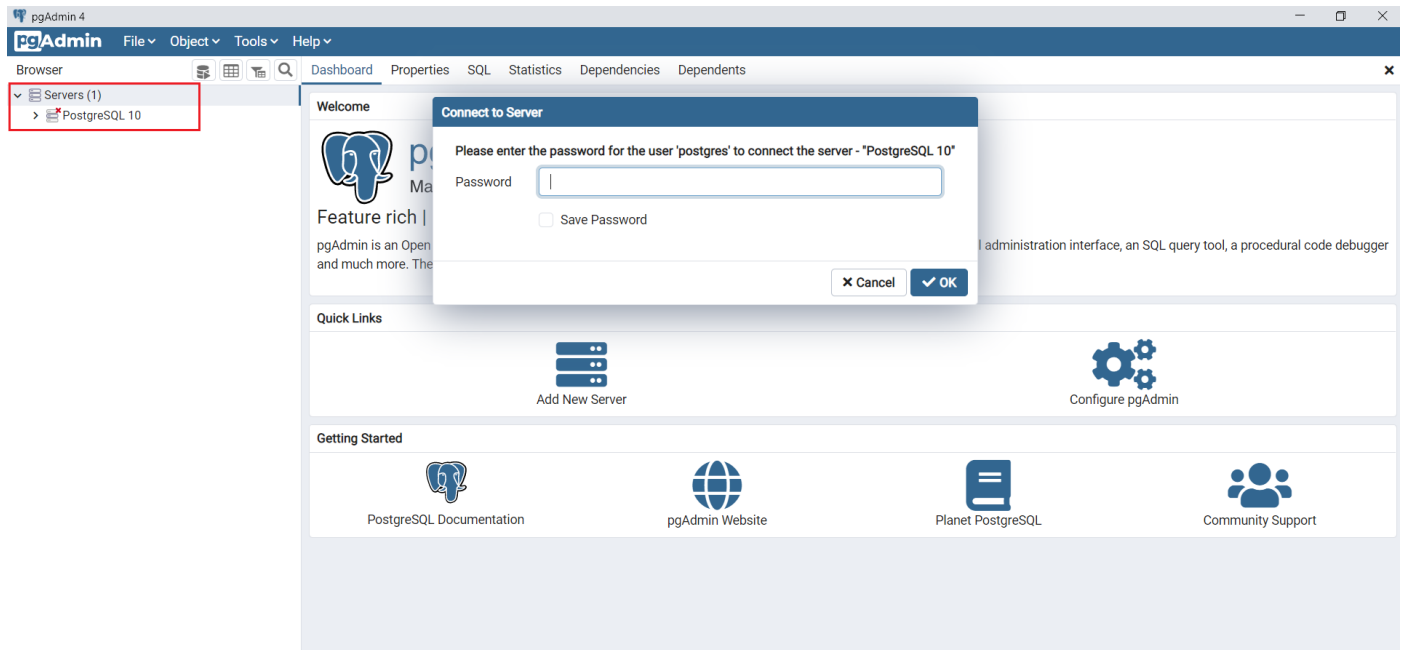 pgAdmin 4
pgAdmin File Object Tools Help
Browser
Dashboard Properties SQL Statistics Dependencies Dependents
Servers (1)
PostgreSQL 10
Welcome
Connect to Server
Please enter the password for the user 'postgres' to connect the server - "PostgreSQL 10"
Password
Save Password
Cancel OK
p
Ma
Feature rich |
pgAdmin is an Open
administration interface, an SQL query tool, a procedural code debugger
and much more. The
Quick Links
Add New Server
Configure pgAdmin
Getting Started
PostgreSQL Documentation
pgAdmin Website
Planet PostgreSQL
Community Support